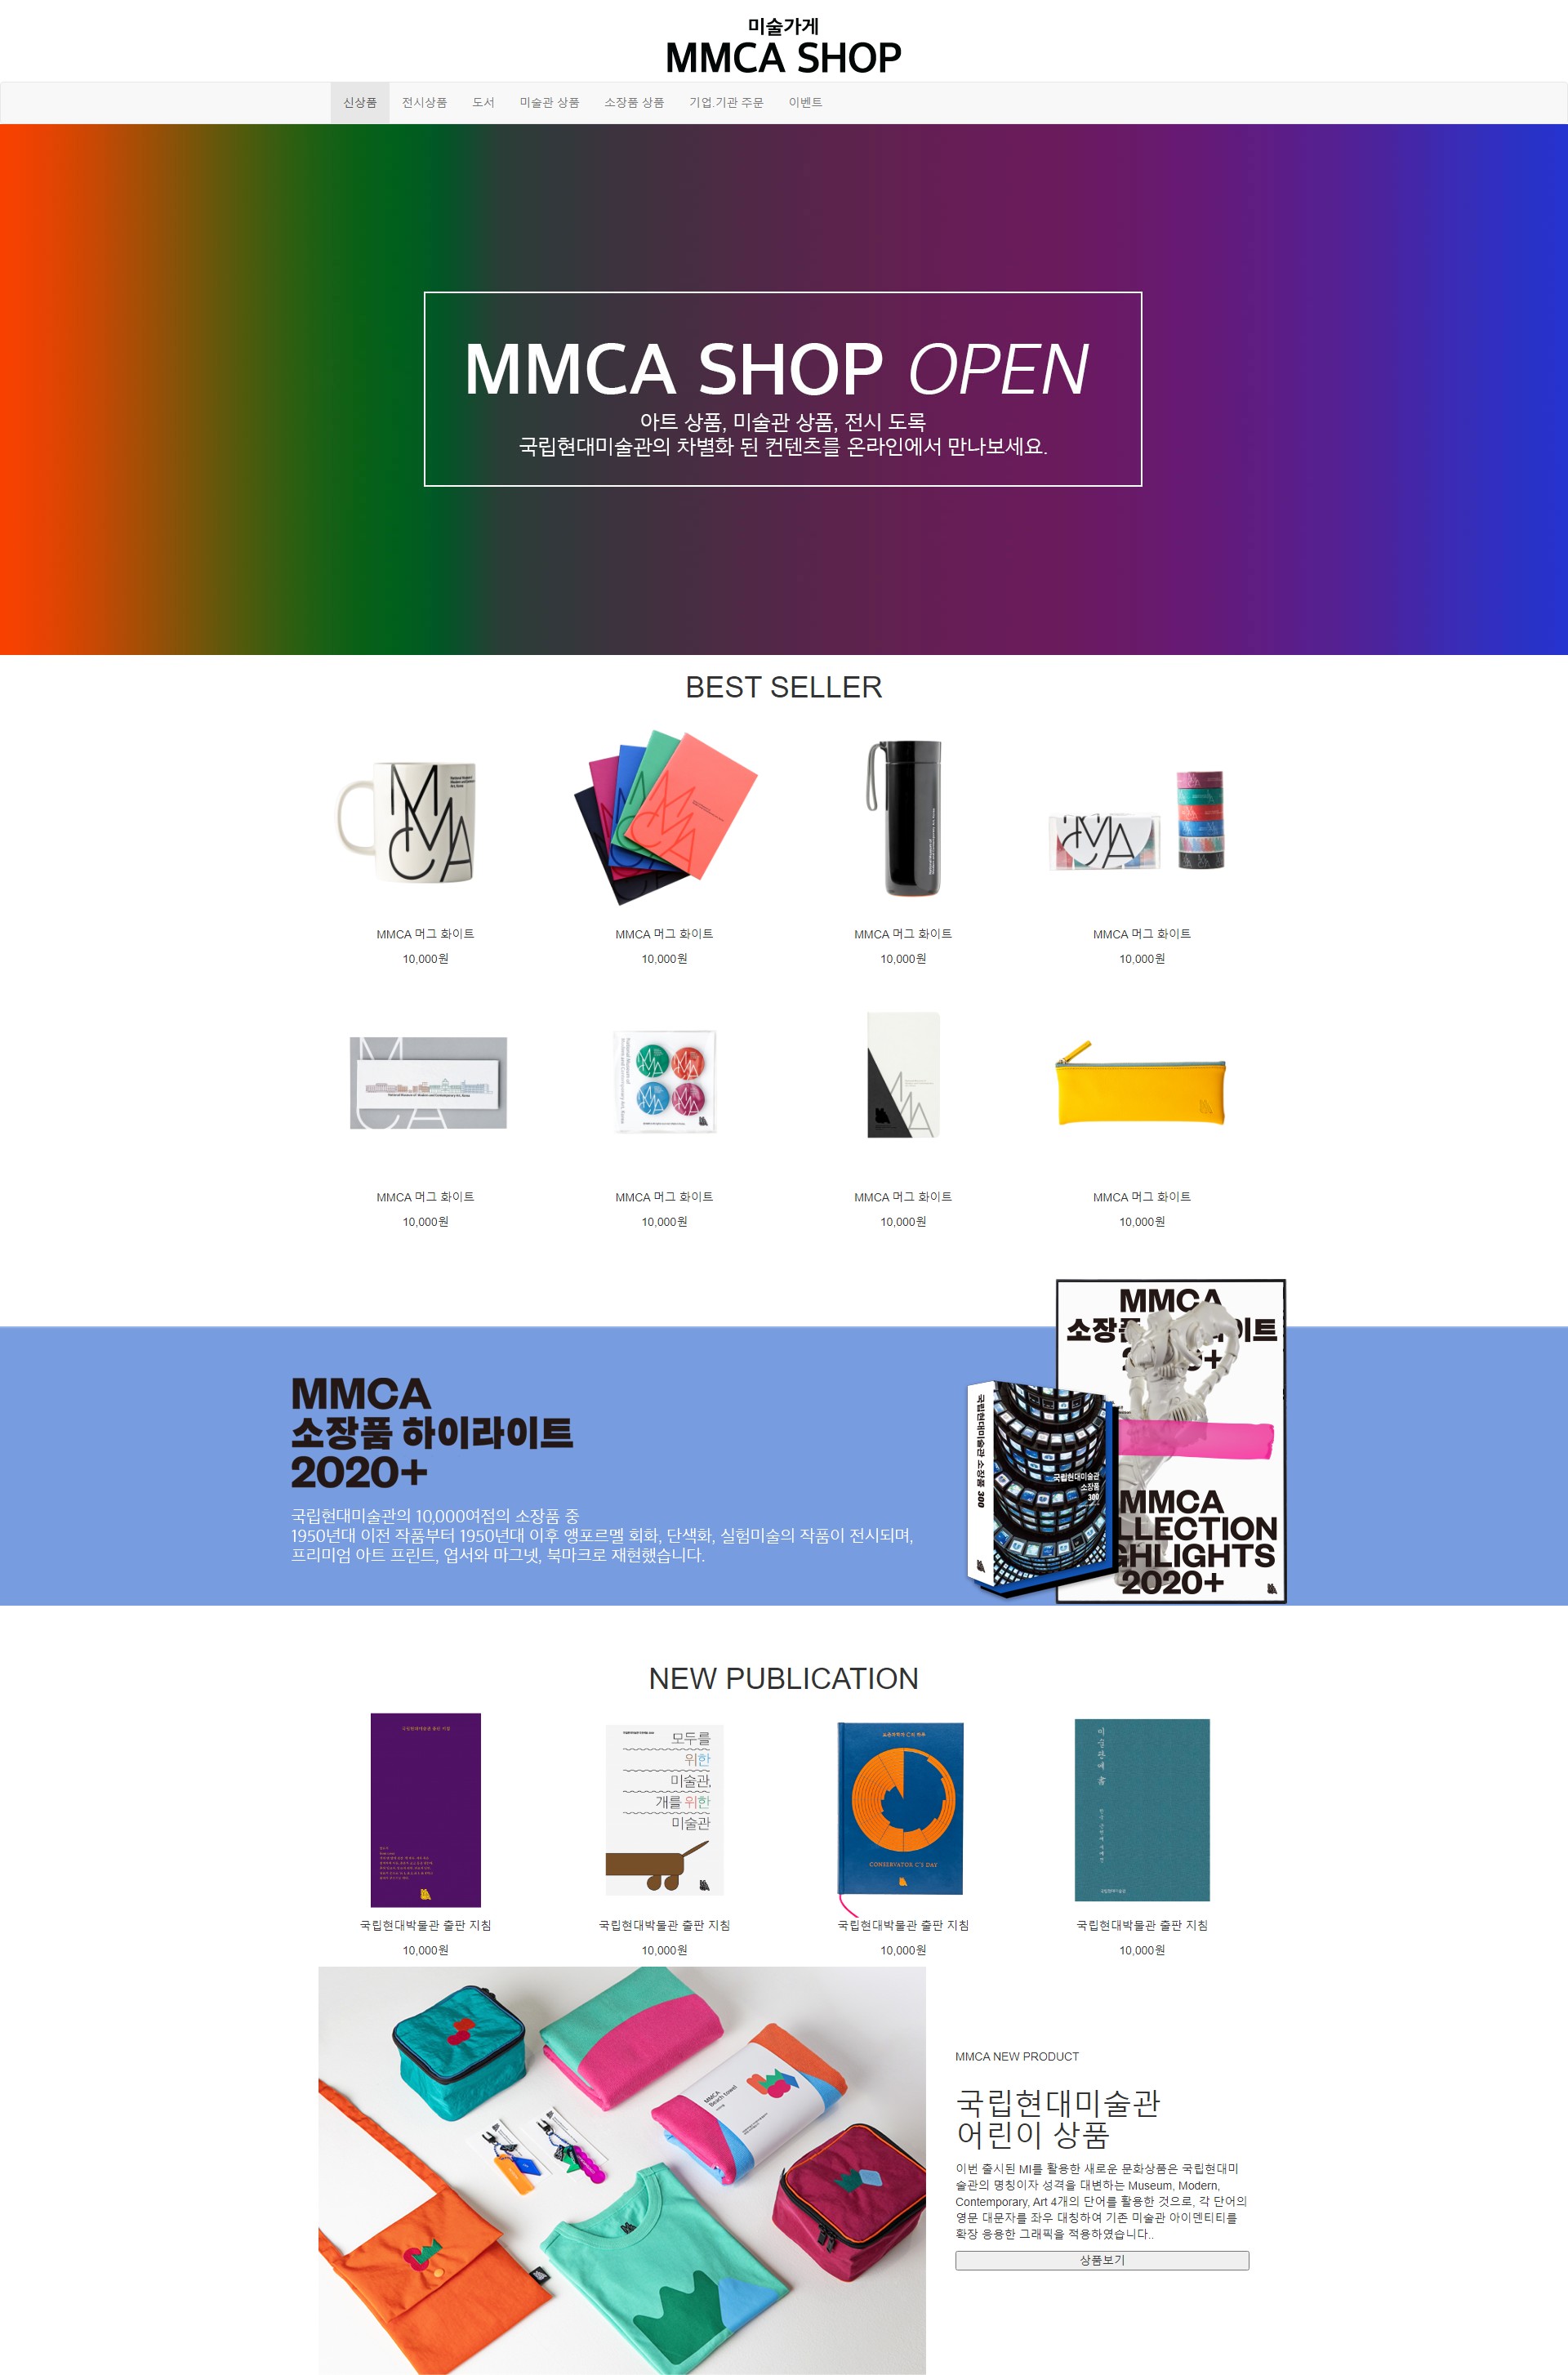 미술가게
MMCA SHOP
신상품 전시상품 도서 미술관 상품 소장품 상품 기업.기관 주문 이벤트
MMCA SHOP OPEN
아트 상품, 미술관 상품, 전시 도록
국립현대미술관의 차별화 된 컨텐츠를 온라인에서 만나보세요.
BEST SELLER
MMCA 머그 화이트 MMCA 머그 화이트 MMCA 머그 화이트 MMCA 머그 화이트
10,000원 10,000원 10,000원 10,000원
MMCA 머그 화이트 MMCA 머그 화이트 MMCA 머그 화이트 MMCA 머그 화이트
10,000원 10,000원 10,000원 10,000원
MMCA
소장품 하이라이트
2020+
국립현대미술관의 10,000여점의 소장품 중
1950년대 이전 작품부터 1950년대 이후 앵포르멜 회화, 단색화, 실험미술의 작품이 전시되며,
프리미엄 아트 프린트, 엽서와 마그넷, 북마크로 재현했습니다.
국립현대미술관 소장품 300
국립현대미술관
소장품
300
MMCA
LLECTION
GHLIGHTS
2020+
NEW PUBLICATION
국립현대미술관 출판 지침
모두를
위한
미술관,
개를 위한
미술관
CONSERVATOR C'S DAY
국립현대박물관 출판 지침 국립현대박물관 출판 지침 국립현대박물관 출판 지침 국립현대박물관 출판 지침
10,000원 10,000원 10,000원 10,000원
MMCA
Beach towel
MMCA NEW PRODUCT
국립현대미술관
어린이 상품
이번 출시된 MI를 활용한 새로운 문화상품은 국립현대미
술관의 명칭이자 성격을 대변하는 Museum, Modern,
Contemporary, Art 4개의 단어를 활용한 것으로, 각 단어의
영문 대문자를 좌우 대칭하여 기존 미술관 아이덴티티를
확장 응용한 그래픽을 적용하였습니다..
상품보기